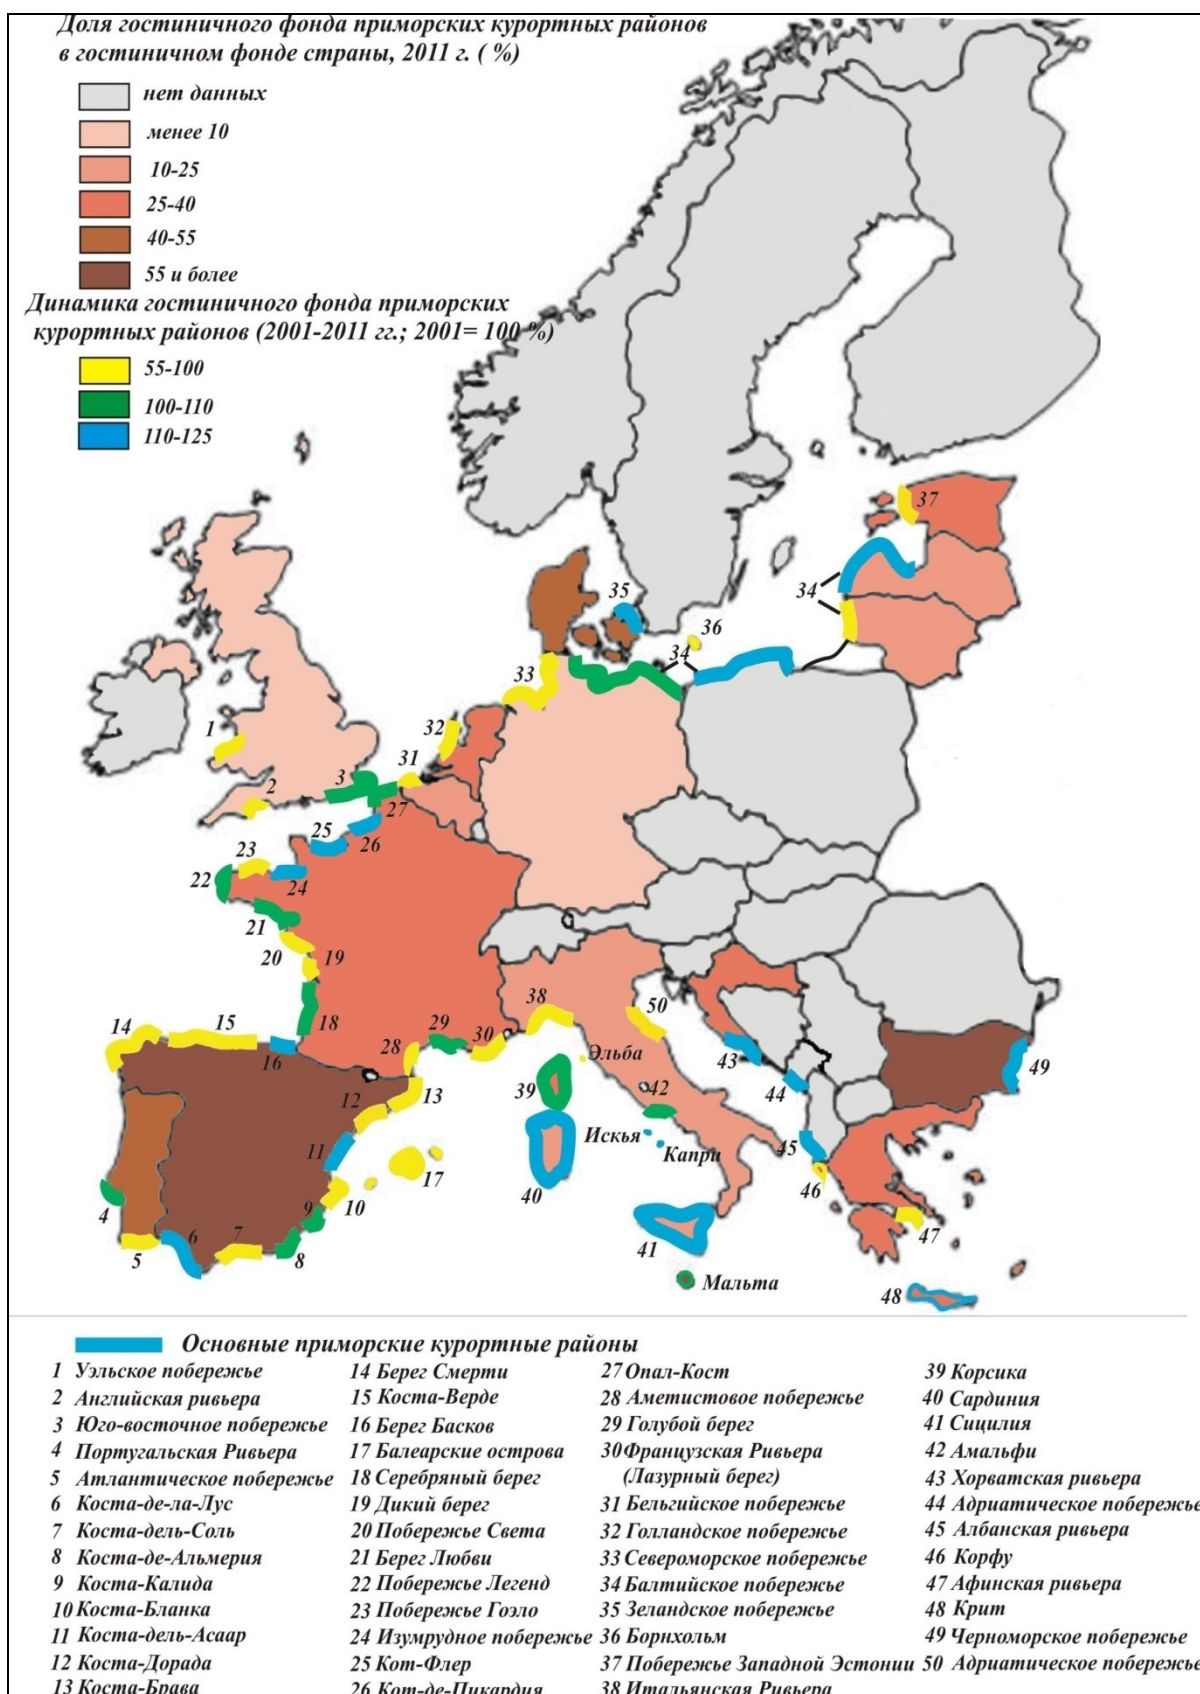 Доля гостиничного фонда приморских курортных районов
в гостиничном фонде страны, 2011 г. ( %)
нет данных
менее 10
10-25
25-40
40-55
55 и более
Динамика гостиничного фонда приморских
курортных районов (2001-2011 гг.; 2001= 100 %)
55-100
100-110
110-125
37
34
35
36
34
33
1
32
31
2
3
27
25
26
23
22
24
21
20
19
18
38
50
14
15
29
30
28
Эльба
16
43
49
39
42
44
13
12
11
Искья
Капри
45
17
40
46
10
4
9
41
47
5
6
7
8
Мальта
48
Основные приморские курортные районы
1 Уэльское побережье
2 Английская ривьера
3 Юго-восточное побережье
4 Португальская Ривьера
5 Атлантическое побережье
6 Коста-де-ла-Лус
7 Коста-дель-Соль
8 Коста-де-Альмерия
9 Коста-Калида
10 Коста-Бланка
11 Коста-дель-Асаар
12 Коста-Дорада
13 Коста-Брава
14 Берег Смерти
15 Коста-Верде
16 Берег Басков
17 Балеарские острова
18 Серебряный берег
19 Дикий берег
20 Побережье Света
21 Берег Любви
22 Побережье Легенд
23 Побережье Гоэло
24 Изумрудное побережье
25 Кот-Флер
26 Кот-де-Пикардия
27 Опал-Кост
28 Аметистовое побережье
29 Голубой берег
30 Французская Ривьера
(Лазурный берег)
31 Бельгийское побережье
32 Голландское побережье
33 Североморское побережье
34 Балтийское побережье
35 Зеландское побережье
36 Борнхольм
37 Побережье Западной Эстонии
38 Итальянская Ривьера
39 Корсика
40 Сардиния
41 Сицилия
42 Амальфи
43 Хорватская ривьера
44 Адриатическое побережье
45 Албанская ривьера
46 Корфу
47 Афинская ривьера
48 Крит
49 Черноморское побережье
50 Адриатическое побережье